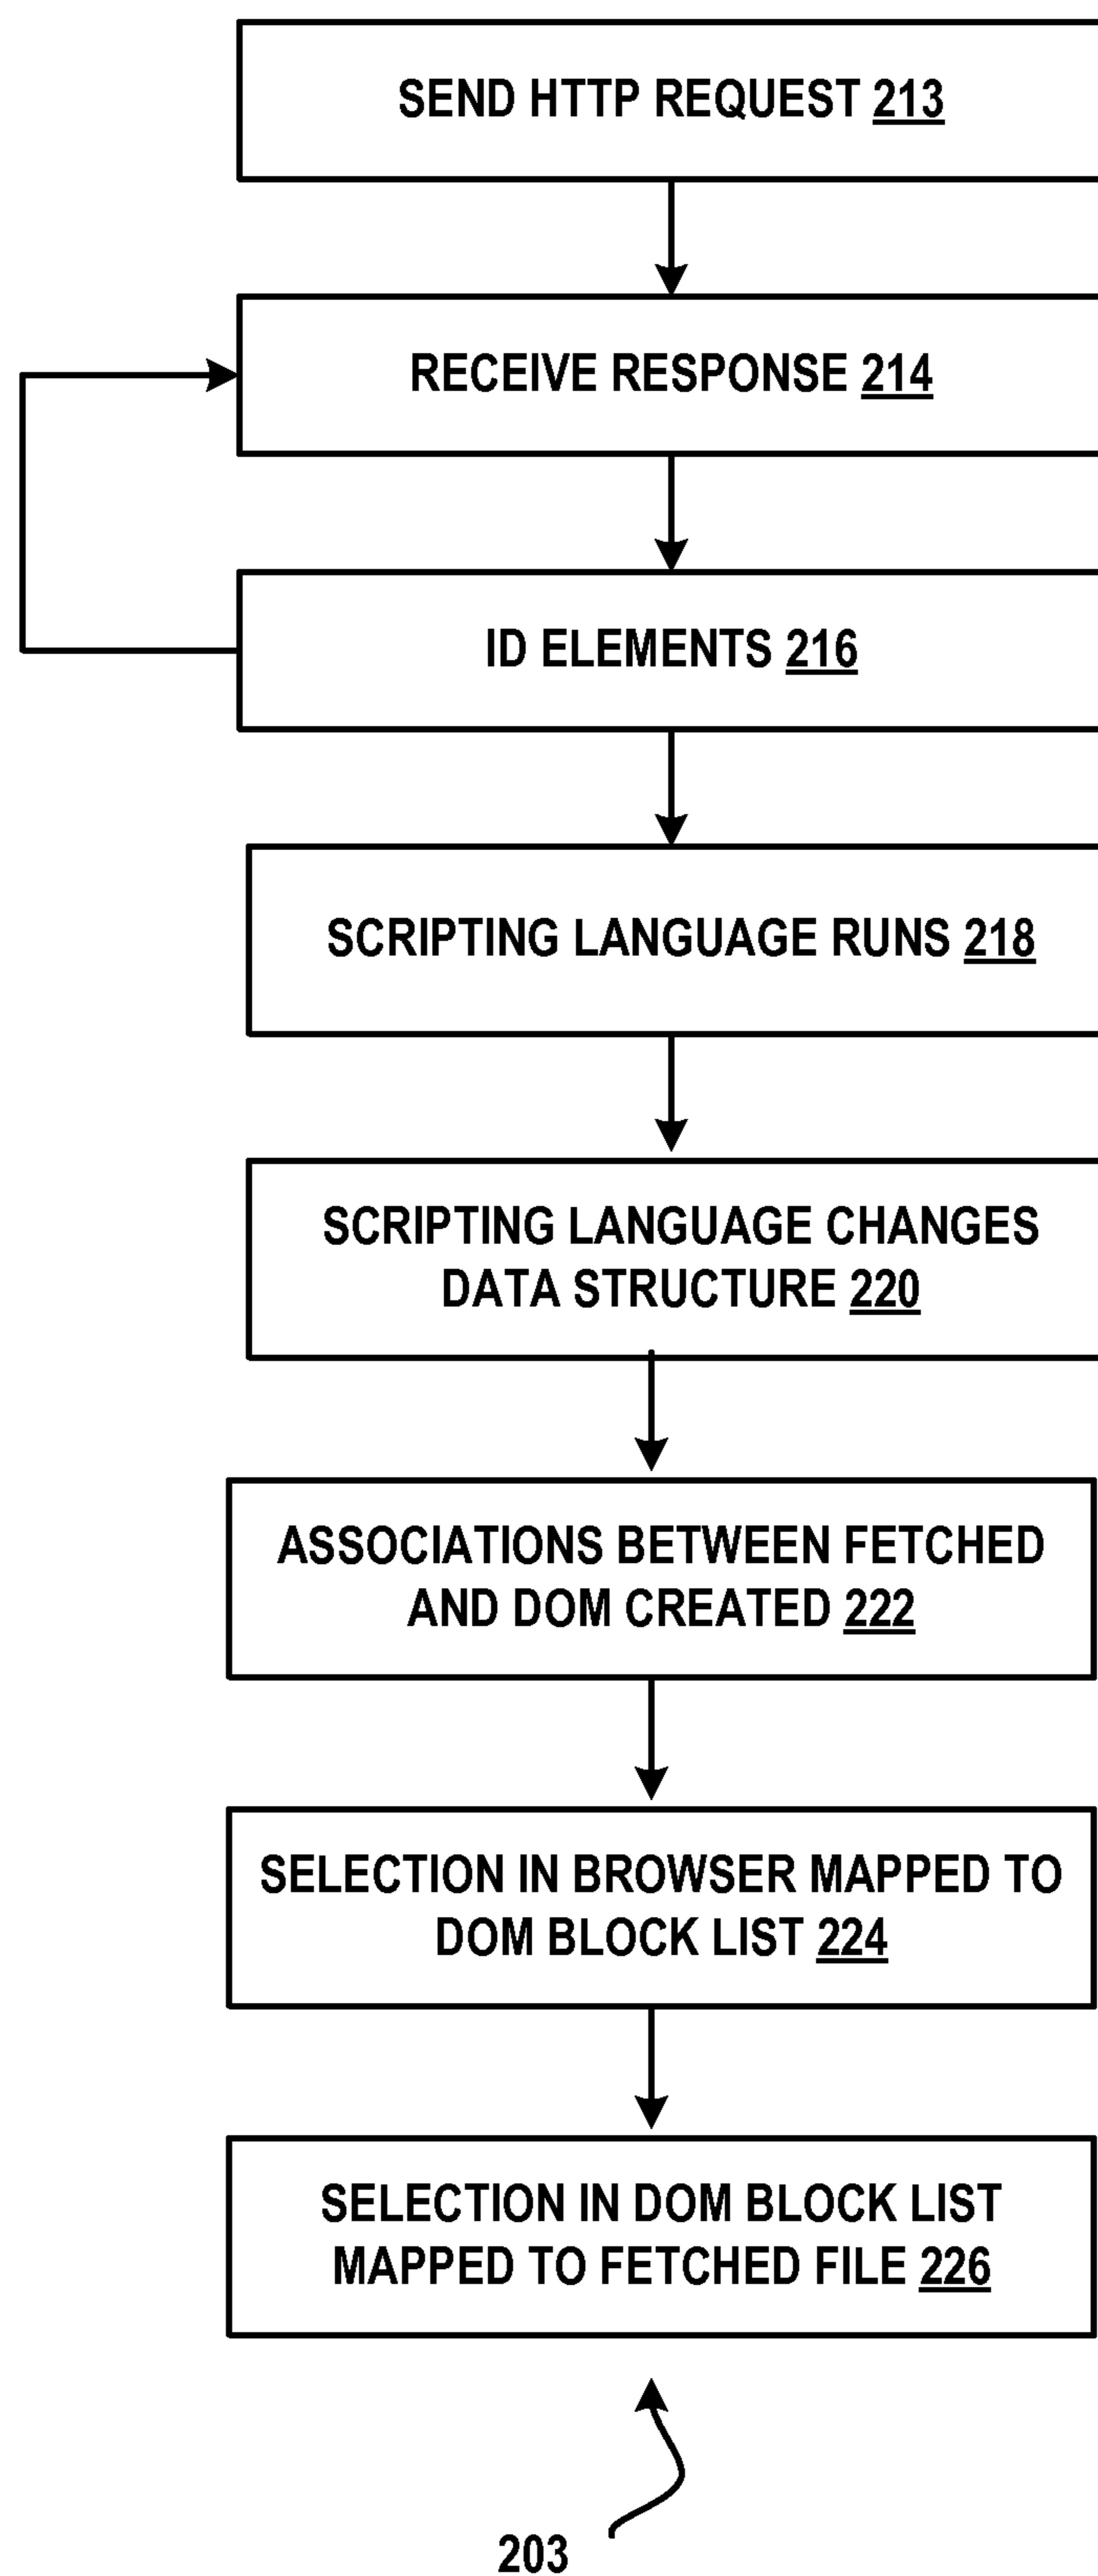 SEND HTTP REQUEST 213
RECEIVE RESPONSE 214
ID ELEMENTS 216
SCRIPTING LANGUAGE RUNS 218
SCRIPTING LANGUAGE CHANGES
DATA STRUCTURE 220
ASSOCIATIONS BETWEEN FETCHED
AND DOM CREATED 222
SELECTION IN BROWSER MAPPED TO
DOM BLOCK LIST 224
SELECTION IN DOM BLOCK LIST
MAPPED TO FETCHED FILE 226
203